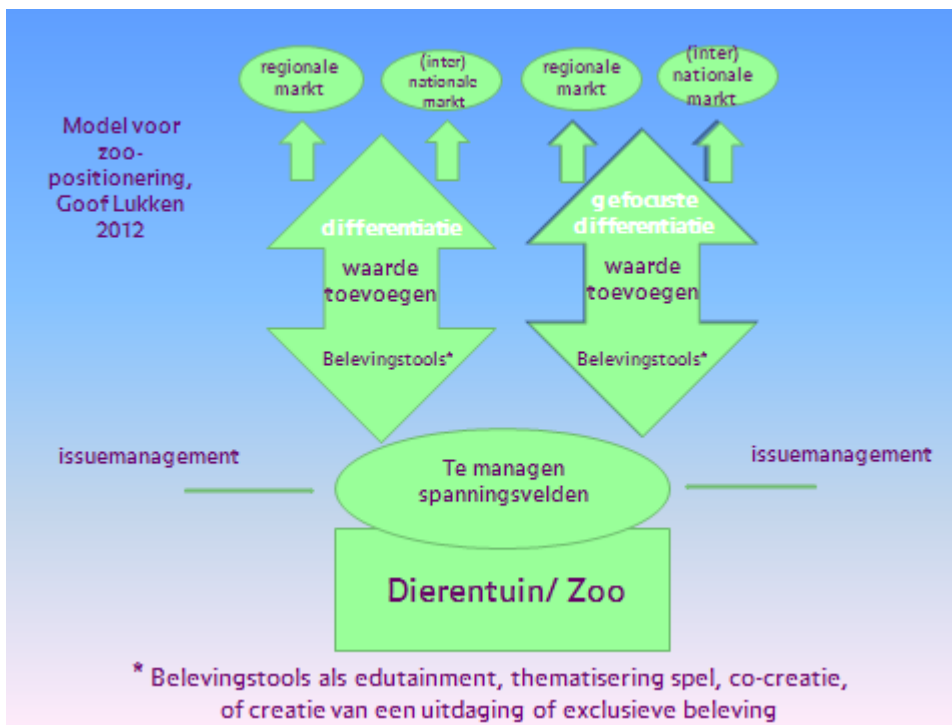 regionale
markt
(inter)
nationale
markt
regionale
markt
(inter)
nationale
markt
Model voor
zoo-
positionering,
Goof Lukken
2012
differentiatie
waarde
toevoegen
Belevingstools*
gefocuste
differentiatie
waarde
toevoegen
Belevingstools*
issuemanagement
Te managen
spanningsvelden
issuemanagement
Dierentuin/ Zoo
* Belevingstools als edutainment, thematisering spel, co-creatie,
of creatie van een uitdaging of exclusieve beleving